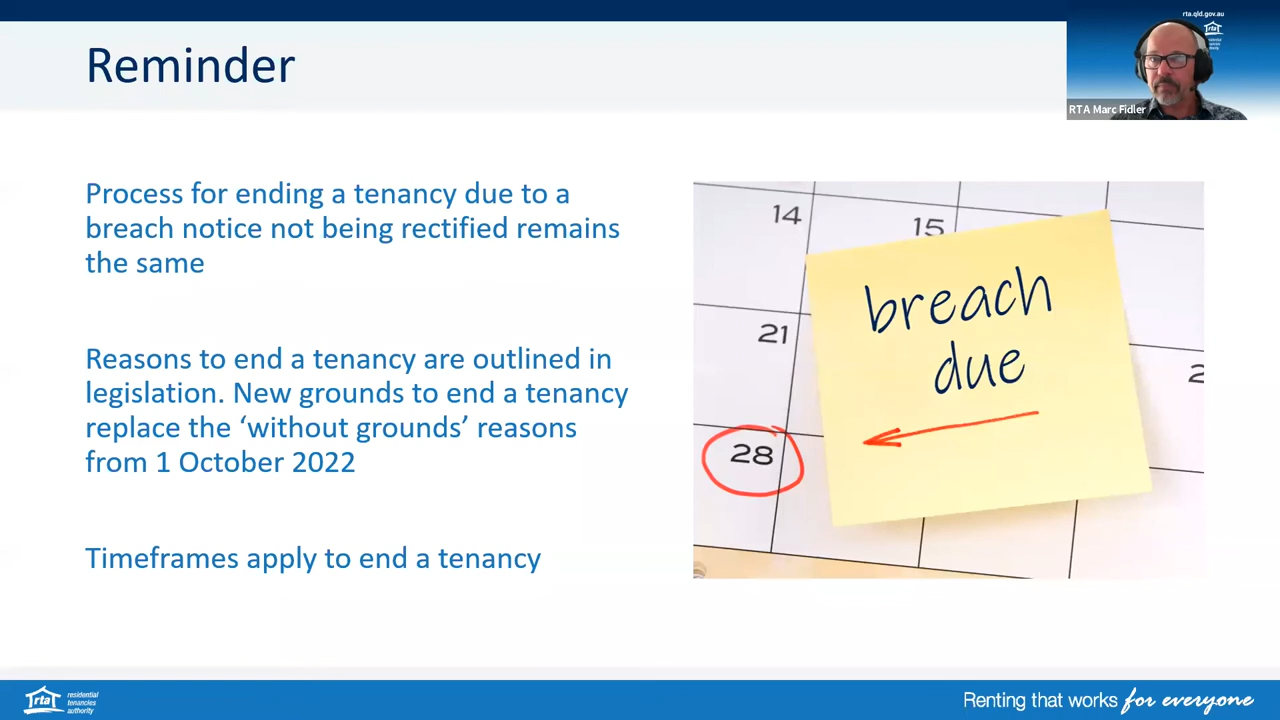 rta.qld.gov.au
rta
RTA Marc Fidler
Reminder
Process for ending a tenancy due to a
breach notice not being rectified remains
the same
Reasons to end a tenancy are outlined in
legislation. New grounds to end a tenancy
replace the ‘without grounds’ reasons
from 1 October 2022
Timeframes apply to end a tenancy
14
15
21
2
28
breach
due
rta
residential
tenancies
authority
Renting that works for everyone